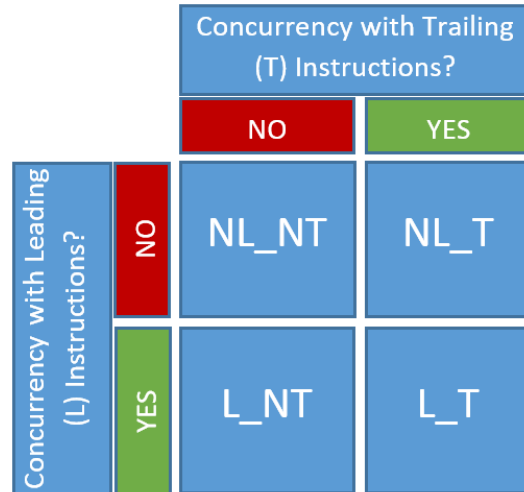 Concurrency with Trailing
(T) Instructions?
NO
YES
Concurrency with Leading
(L) Instructions?
NO
NL_NT
NL_T
YES
L_NT
L_T